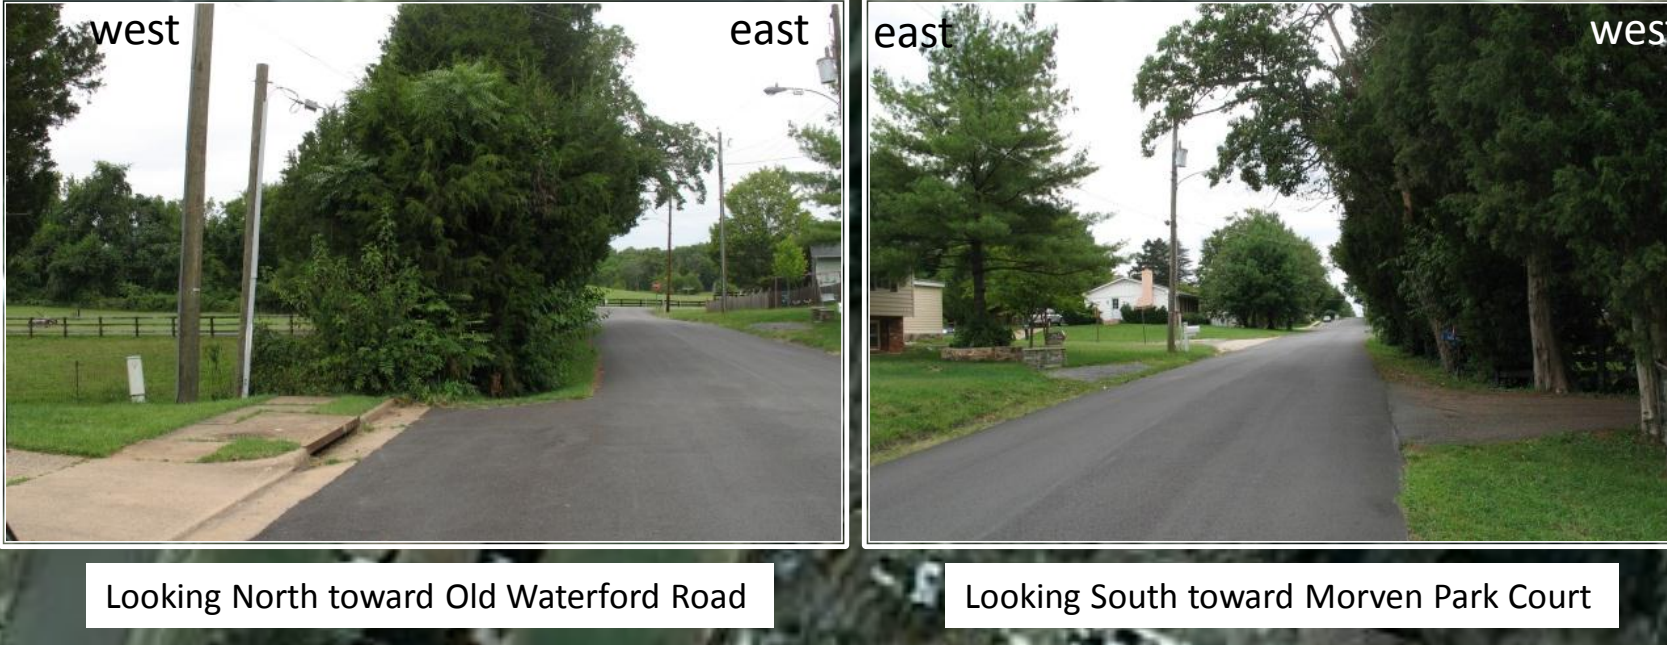 west
east
east
wes
Looking North toward Old Waterford Road
Looking South toward Morven Park Court